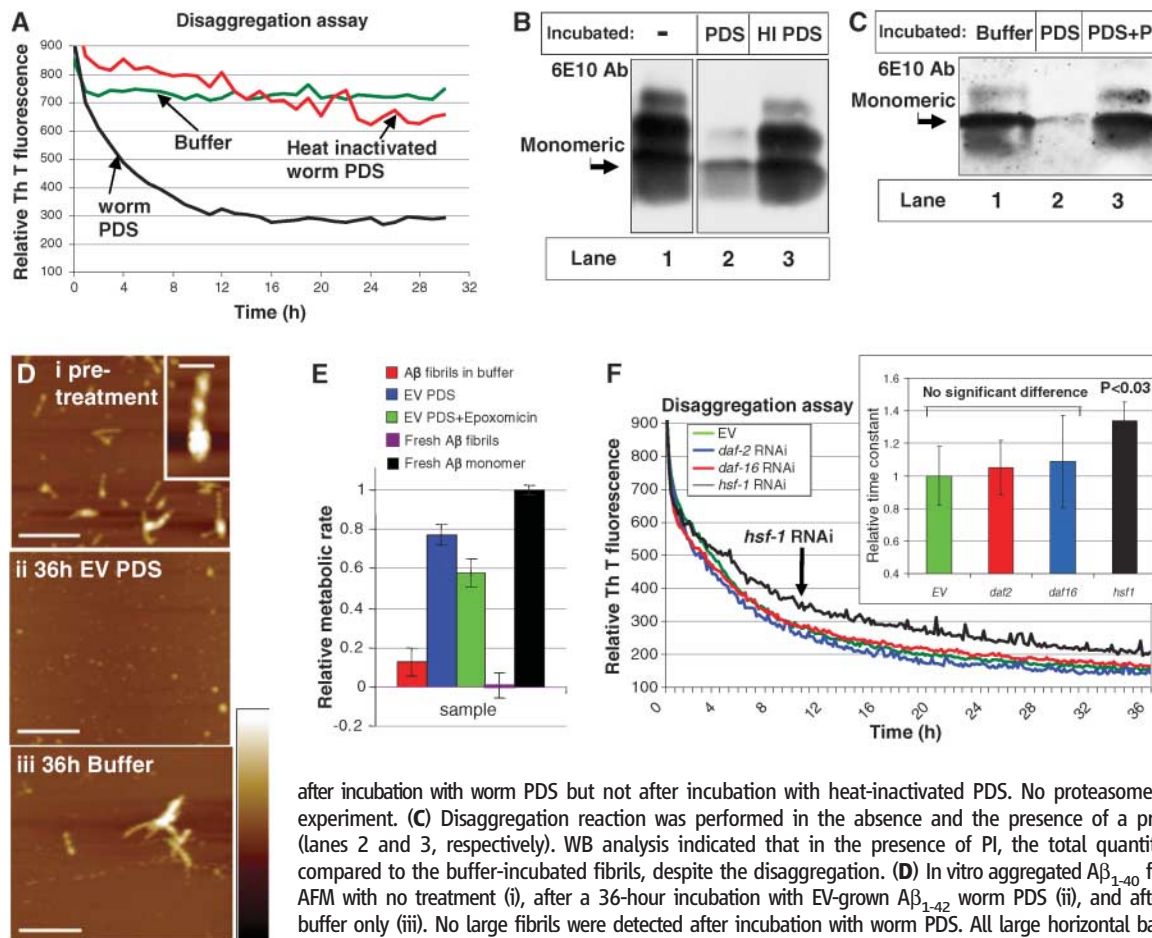 A
Disaggregation assay
Relative Th T fluorescence
900
800
700
600
500
400
300
200
100
Buffer
Heat inactivated
worm PDS
worm
PDS
0 4 8 12 16 20 24 28 32
Time (h)
B
Incubated: - PDS HI PDS
6E10 Ab
Monomeric
Lane 1 2 3
C
Incubated: Buffer PDS PDS+P
6E10 Ab
Monomeric
Lane 1 2 3
D
i pre-
treatment
ii 36h EV PDS
iii 36h Buffer
E
Aβ fibrils in buffer
EV PDS
EV PDS+Epoxomicin
Fresh Aβ fibrils
Fresh Aβ monomer
Relative metabolic rate
1
0.8
0.6
0.4
0.2
0
-0.2
sample
F
Disaggregation assay
Relative Th T fluorescence
900
800
700
600
500
400
300
200
100
EV
daf-2 RNAi
daf-16 RNAi
hsf-1 RNAi
hsf-1 RNAi
0 4 8 12 16 20 24 28 32 36
Time (h)
No significant difference P<0.03
Relative time constant
1.6
1.4
1.2
1
0.8
0.6
0.4
EV daf2 daf16 hsf1
after incubation with worm PDS but not after incubation with heat-inactivated PDS. No proteasome
experiment. (C) Disaggregation reaction was performed in the absence and the presence of a pr
(lanes 2 and 3, respectively). WB analysis indicated that in the presence of PI, the total quantit
compared to the buffer-incubated fibrils, despite the disaggregation. (D) In vitro aggregated Aβ1-40 f
AFM with no treatment (i), after a 36-hour incubation with EV-grown Aβ1-42 worm PDS (ii), and aft
buffer only (iii). No large fibrils were detected after incubation with worm PDS. All large horizontal ba